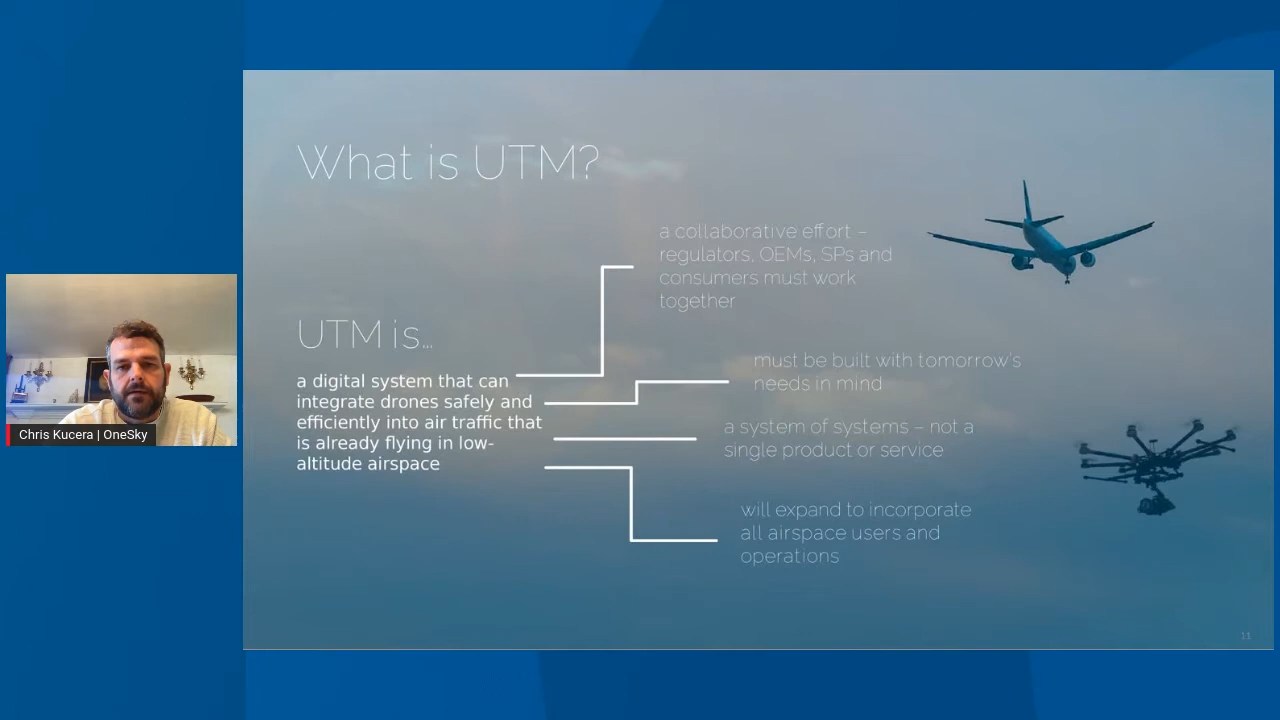 What is UTM?
a collaborative effort –
regulators, OEMs, SPs and
consumers must work
together
UTM is…
a digital system that can
integrate drones safely and
efficiently into air traffic that
is already flying in low-
altitude airspace
must be built with tomorrow's
needs in mind
a system of systems – not a
single product or service
will expand to incorporate
all airspace users and
operations
Chris Kucera | OneSky
11